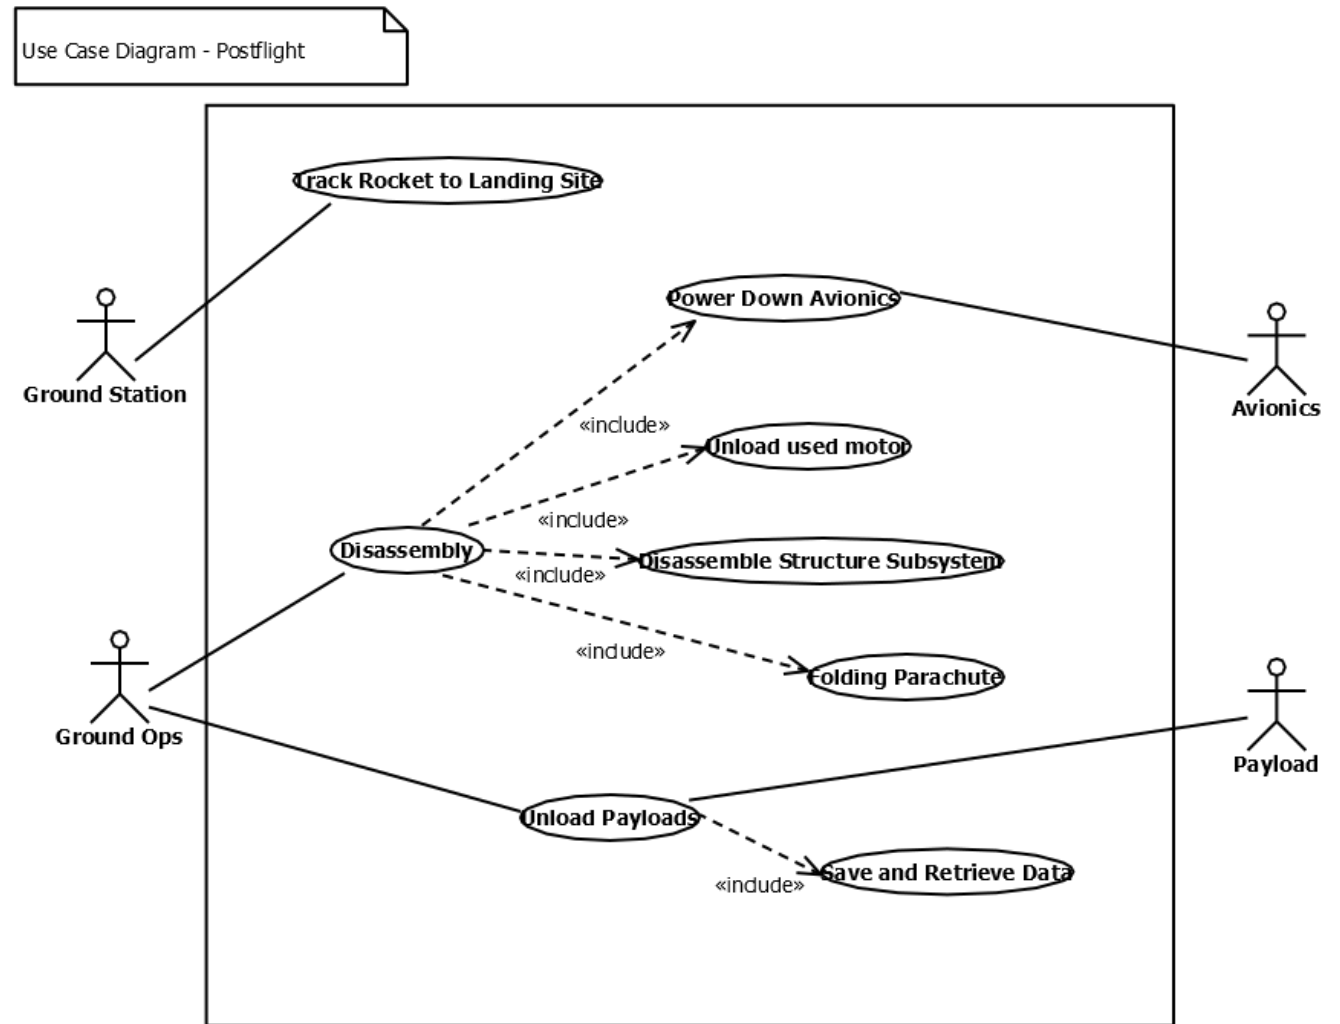 Use Case Diagram - Postflight
Track Rocket to Landing Site
Power Down Avionics
Ground Station
Avionics
«include»
Unload used motor
«include»
Disassembly
Disassemble Structure Subsystem
«include»
«include»
Folding Parachute
Ground Ops
Payload
Unload Payloads
Save and Retrieve Data
«include»